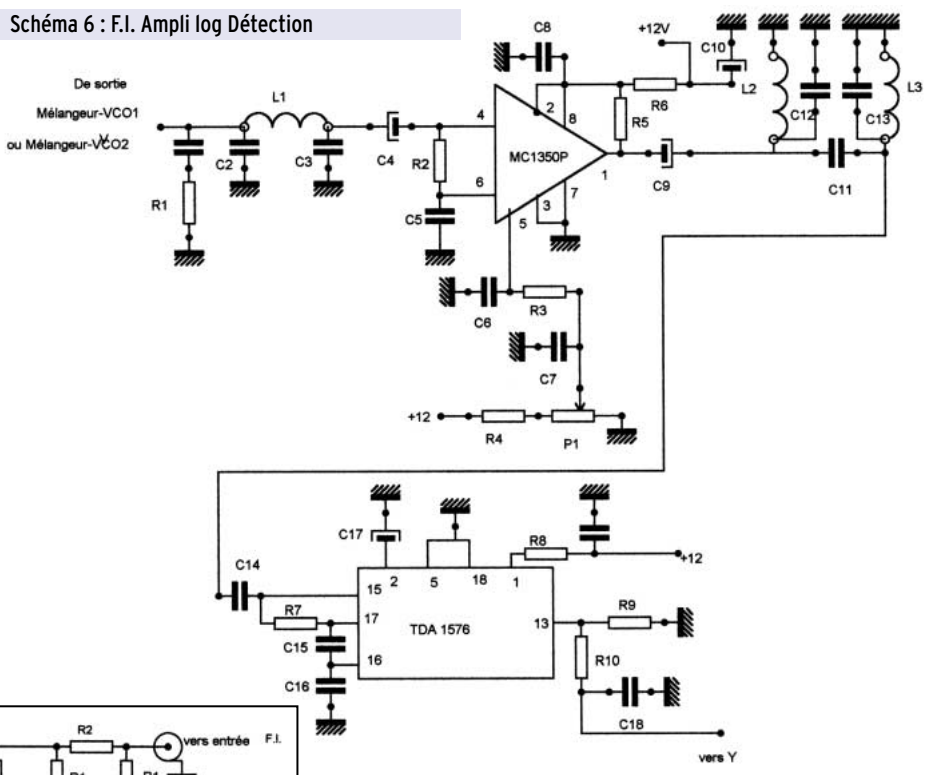 Schéma 6 : F.I. Ampli log Détection
De sortie
Mélangeur-VCO1
ou Mélangeur-VCO2
V
R1
C2
L1
C3
C4
R2
C5
4
6
MC1350P
2
8
1
5
3
7
C8
+12V
C10
R6
R5
C9
L2
C12
C13
L3
C11
C6
R3
C7
+12
R4
P1
C14
R7
C15
C16
C17
15
2
5
18
1
17
16
13
TDA 1576
R8
+12
R9
R10
C18
vers Y
R2
vers entrée F.I.
R1
R1